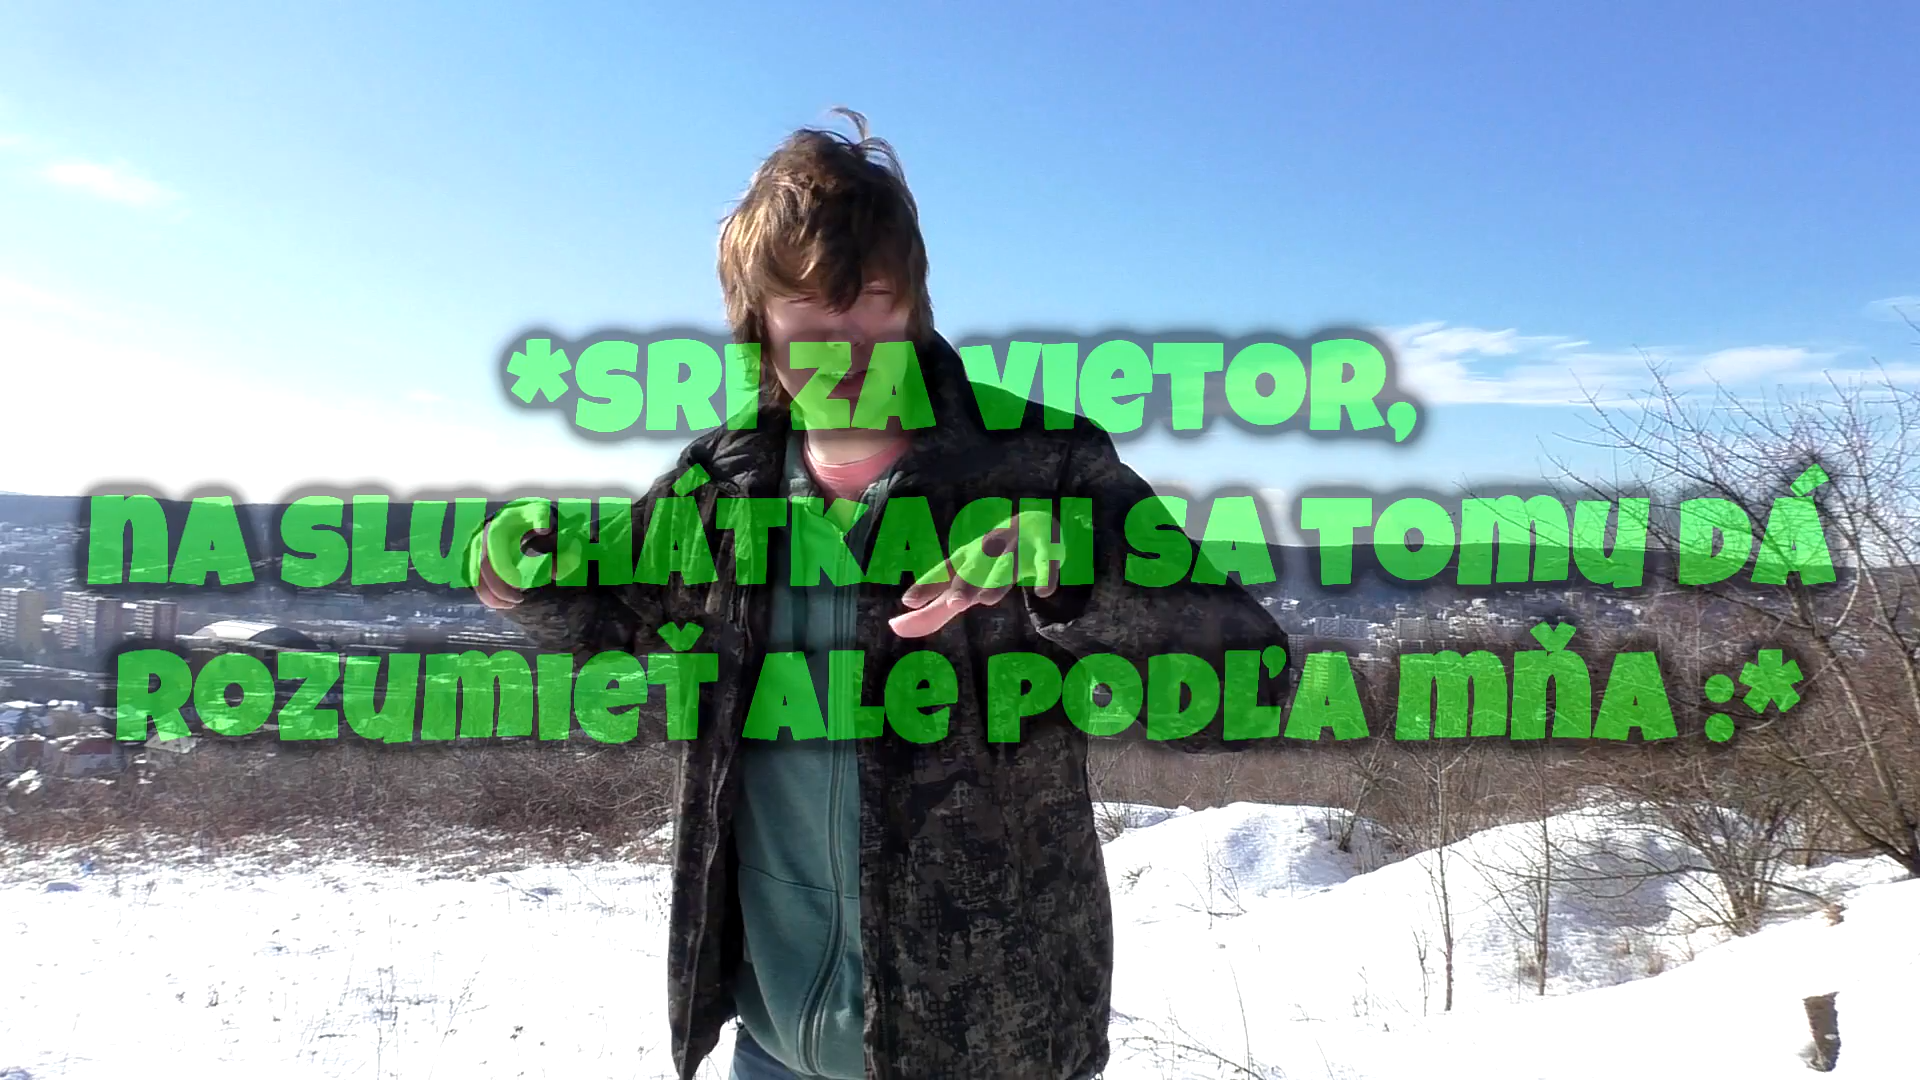 *SRI ZA VIETOR,
NA SLUCHÁTKACH SA TOMU DÁ
ROZUMIEŤ ALE PODĽA MŇA :*